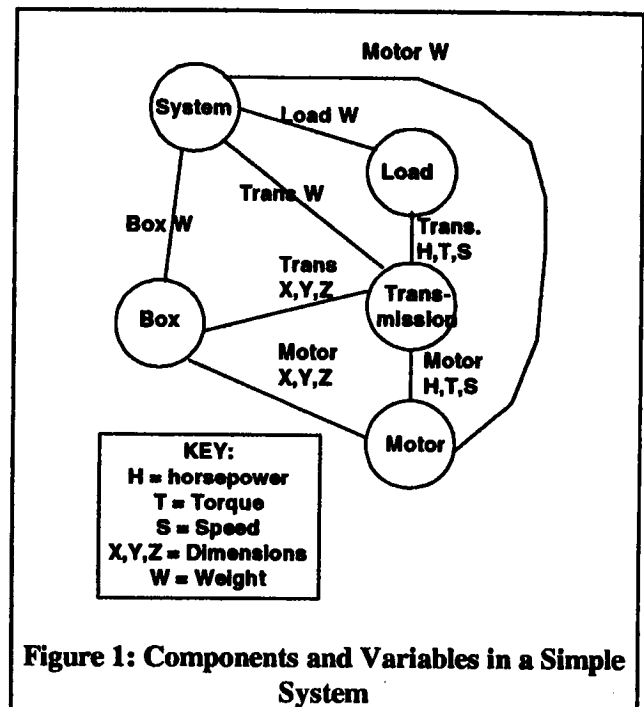 Motor W
System
Load W
Load
Trans W
Box W
Trans.
H,T,S
Trans
X,Y,Z
Trans-
mission
Box
Motor
X,Y,Z
Motor
H,T,S
Motor
KEY:
H = horsepower
T = Torque
S = Speed
X,Y,Z = Dimensions
W = Weight
Figure 1: Components and Variables in a Simple
System